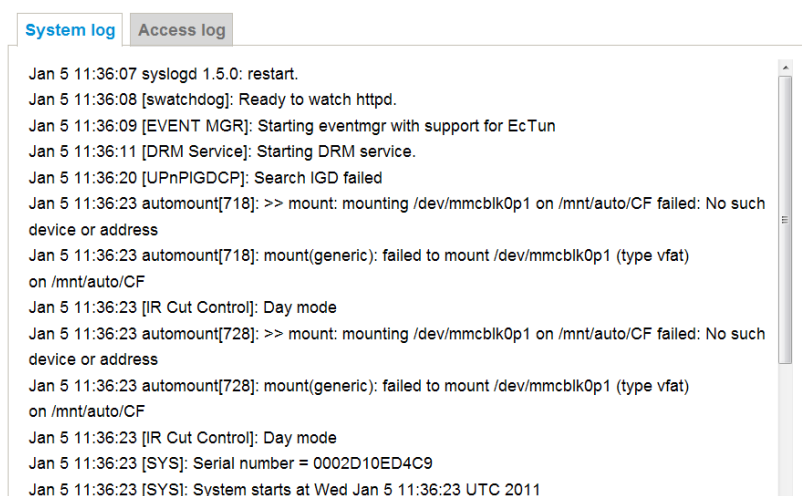 System log Access log
Jan 5 11:36:07 syslogd 1.5.0: restart.
Jan 5 11:36:08 [swatchdog]: Ready to watch httpd.
Jan 5 11:36:09 [EVENT MGR]: Starting eventmgr with support for EcTun
Jan 5 11:36:11 [DRM Service]: Starting DRM service.
Jan 5 11:36:20 [UPnPIGDCP]: Search IGD failed
Jan 5 11:36:23 automount[718]: >> mount: mounting /dev/mmcblk0p1 on /mnt/auto/CF failed: No such
device or address
Jan 5 11:36:23 automount[718]: mount(generic): failed to mount /dev/mmcblk0p1 (type vfat)
on /mnt/auto/CF
Jan 5 11:36:23 [IR Cut Control]: Day mode
Jan 5 11:36:23 automount[728]: >> mount: mounting /dev/mmcblk0p1 on /mnt/auto/CF failed: No such
device or address
Jan 5 11:36:23 automount[728]: mount(generic): failed to mount /dev/mmcblk0p1 (type vfat)
on /mnt/auto/CF
Jan 5 11:36:23 [IR Cut Control]: Day mode
Jan 5 11:36:23 [SYS]: Serial number = 0002D10ED4C9
Jan 5 11:36:23 [SYS]: System starts at Wed Jan 5 11:36:23 UTC 2011